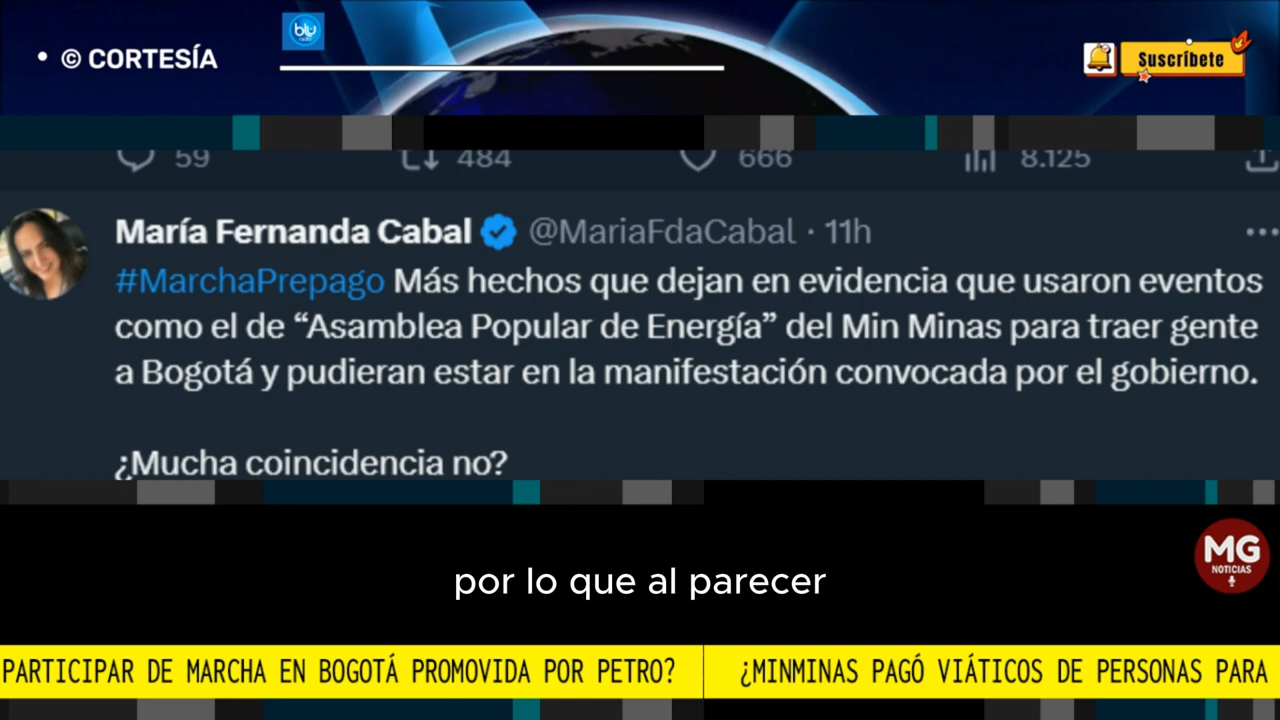 • © CORTESÍA
blu
radio
Suscríbete
59 484 666 8.125
María Fernanda Cabal @MariaFdaCabal · 11h
#MarchaPrepago Más hechos que dejan en evidencia que usaron eventos
como el de “Asamblea Popular de Energía” del Min Minas para traer gente
a Bogotá y pudieran estar en la manifestación convocada por el gobierno.
¿Mucha coincidencia no?
MG
NOTICIAS
por lo que al parecer
PARTICIPAR DE MARCHA EN BOGOTÁ PROMOVIDA POR PETRO? ¿MINMINAS PAGÓ VIÁTICOS DE PERSONAS PARA